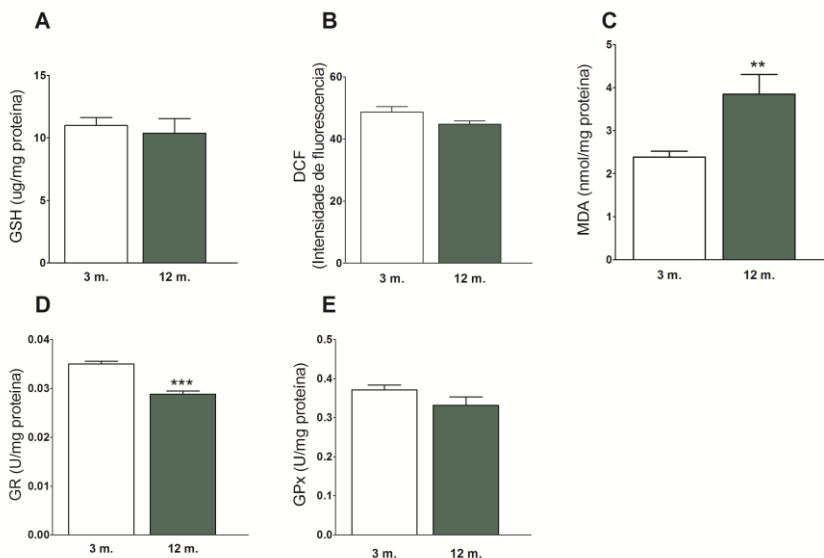 A
GSH (ug/mg proteína)
15
10
5
0
3 m.
12 m.
B
DCF
(Intensidade de fluorescencia)
60
40
20
0
3 m.
12 m.
C
MDA (nmol/mg proteína)
5
4
3
2
1
0
**
3 m.
12 m.
D
GR (U/mg proteína)
0.04
0.03
0.02
0.01
0.00
***
3 m.
12 m.
E
GPx (U/mg proteína)
0.5
0.4
0.3
0.2
0.1
0.0
3 m.
12 m.